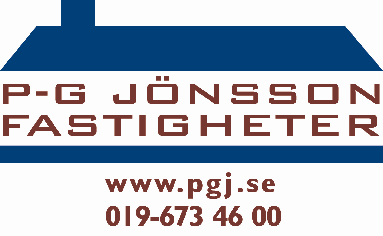 P-G JÖNSSON
FASTIGHETER
www.pgj.se
019-673 46 00